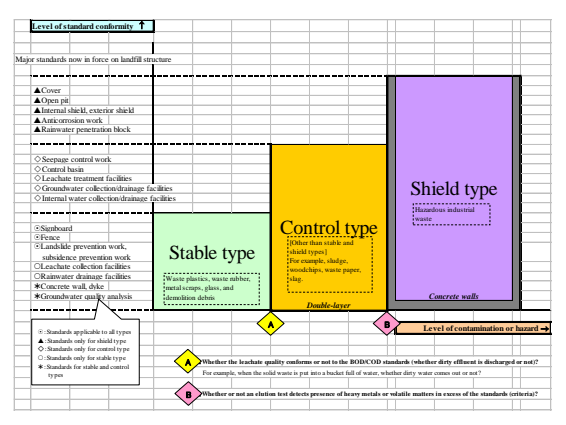 Level of standard conformity ↑
Major standards now in force on landfill structure
▲Cover
▲Open pit
▲Internal shield, exterior shield
▲Anticorrosion work
▲Rainwater penetration block
◇Seepage control work
◇Control basin
◇Leachate treatment facilities
◇Groundwater collection/drainage facilities
◇Internal water collection/drainage facilities
☉Signboard
☉Fence
☉Landslide prevention work,
subsidence prevention work
○Leachate collection facilities
○Rainwater drainage facilities
∗Concrete wall, dyke
∗Groundwater quality analysis
Stable type
Waste plastics, waste rubber,
metal scraps, glass, and
demolition debris
Control type
[Other than stable and
shield types]
For example, sludge,
woodchips, waste paper,
slag.
Double-layer
Shield type
Hazardous industrial
waste
Concrete walls
A
B
Level of contamination or hazard →
☉:Standards applicable to all types
▲:Standards only for shield type
◇:Standards only for control type
○:Standards only for stable type
∗:Standards for stable and control
types
A Whether the leachate quality conforms or not to the BOD/COD standards (whether dirty effluent is discharged or not)?
For example, when the solid waste is put into a bucket full of water, whether dirty water comes out or not?
B Whether or not an elution test detects presence of heavy metals or volatile matters in excess of the standards (criteria)?